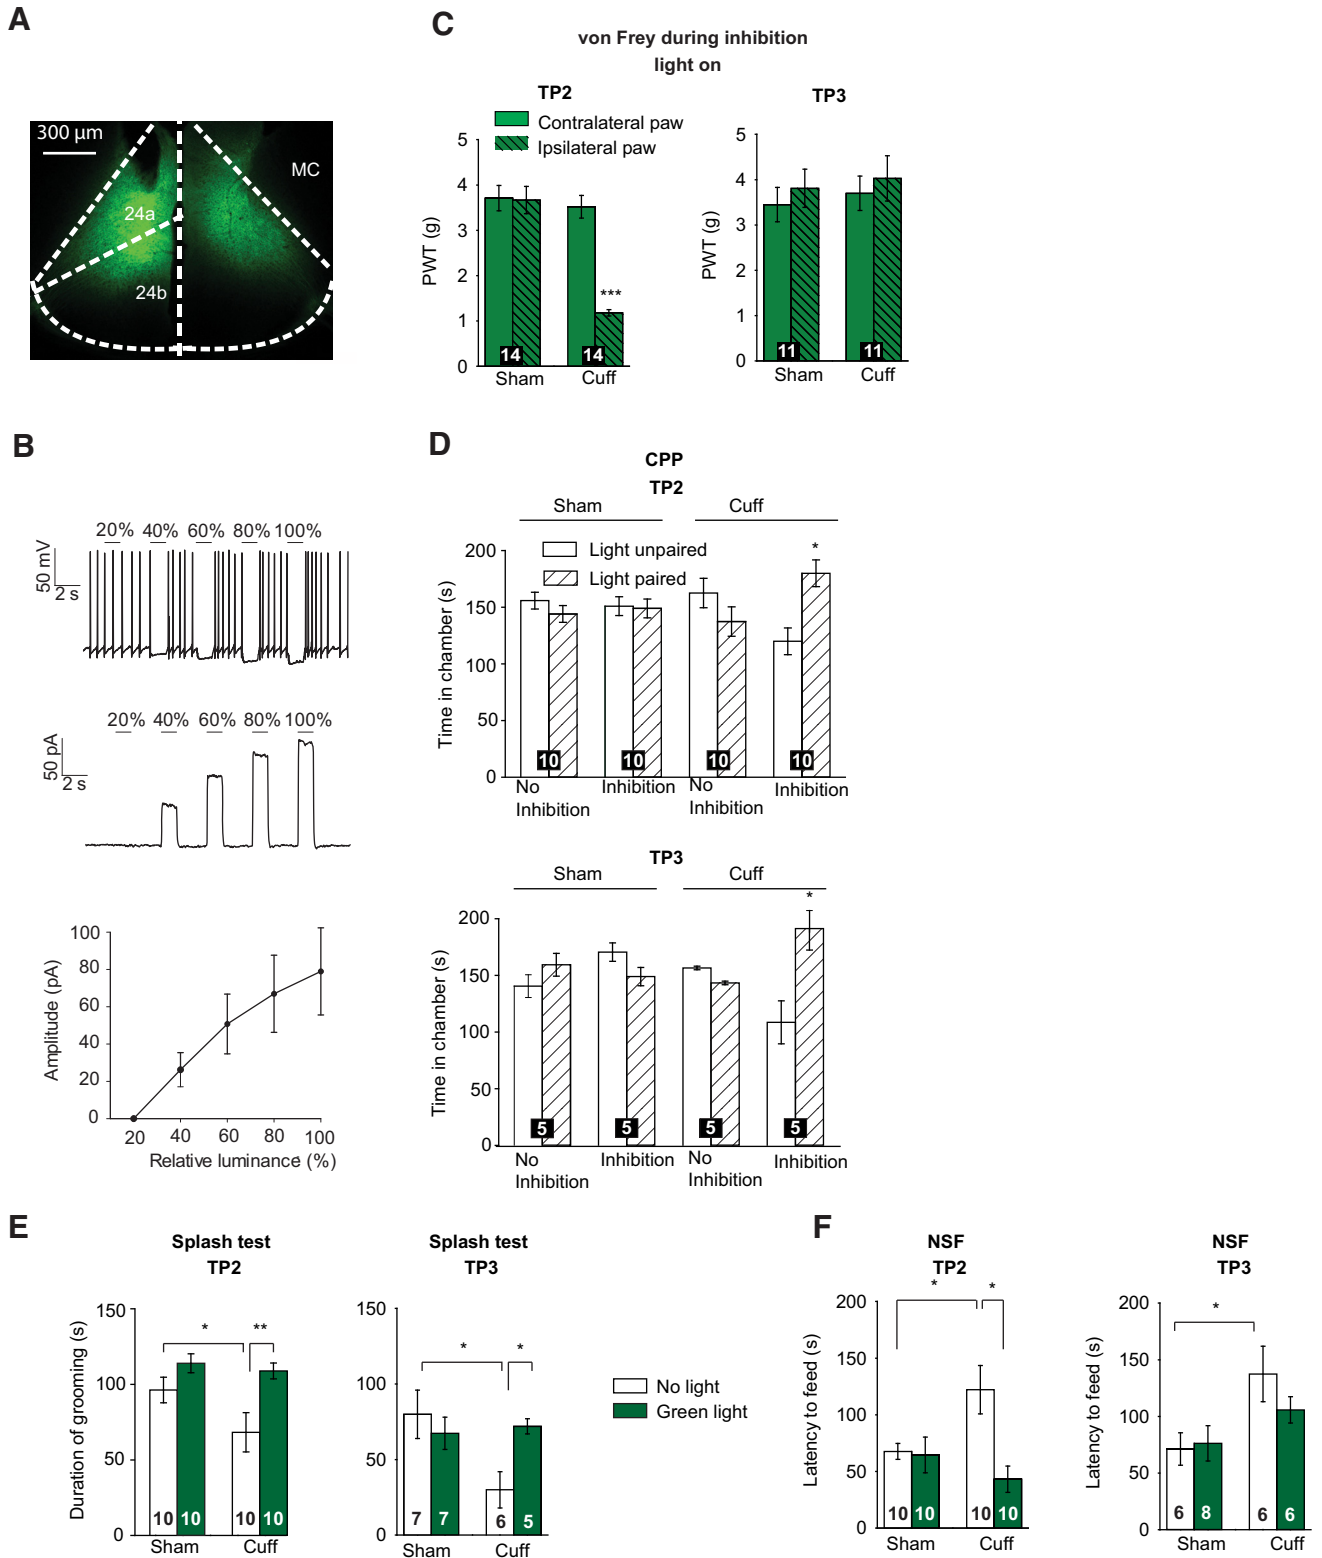 A
300 µm
MC
24a
24b
B
20% 40% 60% 80% 100%
50 mV
2 s
20% 40% 60% 80% 100%
50 pA
2 s
100
80
60
40
20
0
Amplitude (pA)
20 40 60 80 100
Relative luminance (%)
C
von Frey during inhibition
light on
TP2
Contralateral paw
Ipsilateral paw
5
4
3
2
1
0
PWT (g)
***
14 14
Sham Cuff
TP3
5
4
3
2
1
0
PWT (g)
11 11
Sham Cuff
D
CPP
TP2
Sham Cuff
Light unpaired
Light paired
*
200
150
100
50
0
Time in chamber (s)
10 10 10 10
No Inhibition No Inhibition
Inhibition Inhibition
TP3
Sham Cuff
*
200
150
100
50
0
Time in chamber (s)
5 5 5 5
No Inhibition No Inhibition
Inhibition Inhibition
E
Splash test
TP2
150
100
50
0
Duration of grooming (s)
* **
10 10 10 10
Sham Cuff
Splash test
TP3
150
100
50
0
* *
7 7 6 5
Sham Cuff
No light
Green light
F
NSF
TP2
* *
200
150
100
50
0
Latency to feed (s)
10 10 10 10
Sham Cuff
NSF
TP3
*
200
150
100
50
0
Latency to feed (s)
6 8 6 6
Sham Cuff